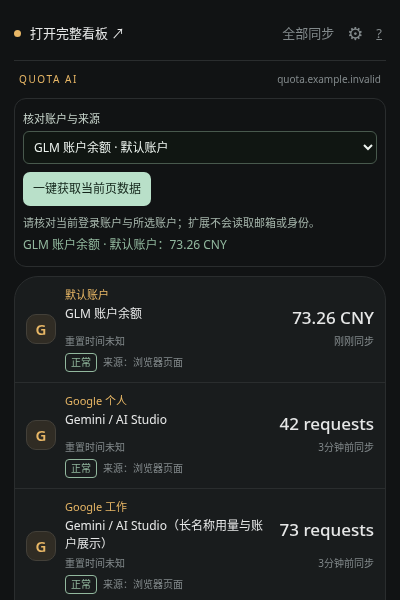 打开完整看板 ↗
全部同步 ⚙ ?
QUOTA AI
quota.example.invalid
核对账户与来源
GLM 账户余额 · 默认账户
一键获取当前页数据
请核对当前登录账户与所选账户；扩展不会读取邮箱或身份。
GLM 账户余额 · 默认账户：73.26 CNY
G
默认账户
GLM 账户余额
73.26 CNY
重置时间未知
刚刚同步
正常 来源：浏览器页面
G
Google 个人
Gemini / AI Studio
42 requests
重置时间未知
3分钟前同步
正常 来源：浏览器页面
G
Google 工作
Gemini / AI Studio（长名称用量与账
户展示）
73 requests
重置时间未知
3分钟前同步
正常 来源：浏览器页面